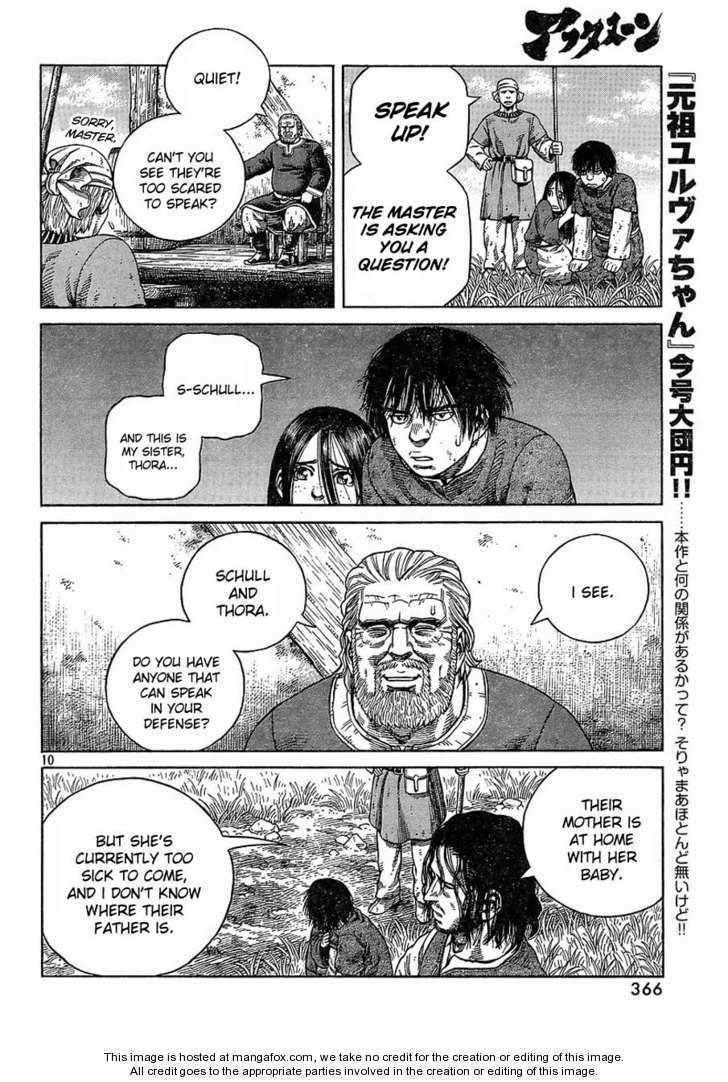 アフタヌーン
SPEAK
UP!
THE MASTER
IS ASKING
YOU A
QUESTION!
QUIET!
CAN'T YOU
SEE THEY'RE
TOO SCARED
TO SPEAK?
SORRY
MASTER.
S-SCHULL...
AND THIS IS
MY SISTER,
THORA...
I SEE.
SCHULL
AND
THORA.
DO YOU HAVE
ANYONE THAT
CAN SPEAK
IN YOUR
DEFENSE?
10
THEIR
MOTHER IS
AT HOME
WITH HER
BABY.
BUT SHE'S
CURRENTLY TOO
SICK TO COME,
AND I DON'T KNOW
WHERE THEIR
FATHER IS.
『元祖ユルヴァちゃん』今号大団円!!……本作と何の関係があるかって? そりゃまあほとんど無いけど!!
366
This image is hosted at mangafox.com, we take no credit for the creation or editing of this image.
All credit goes to the appropriate parties involved in the creation or editing of this image.